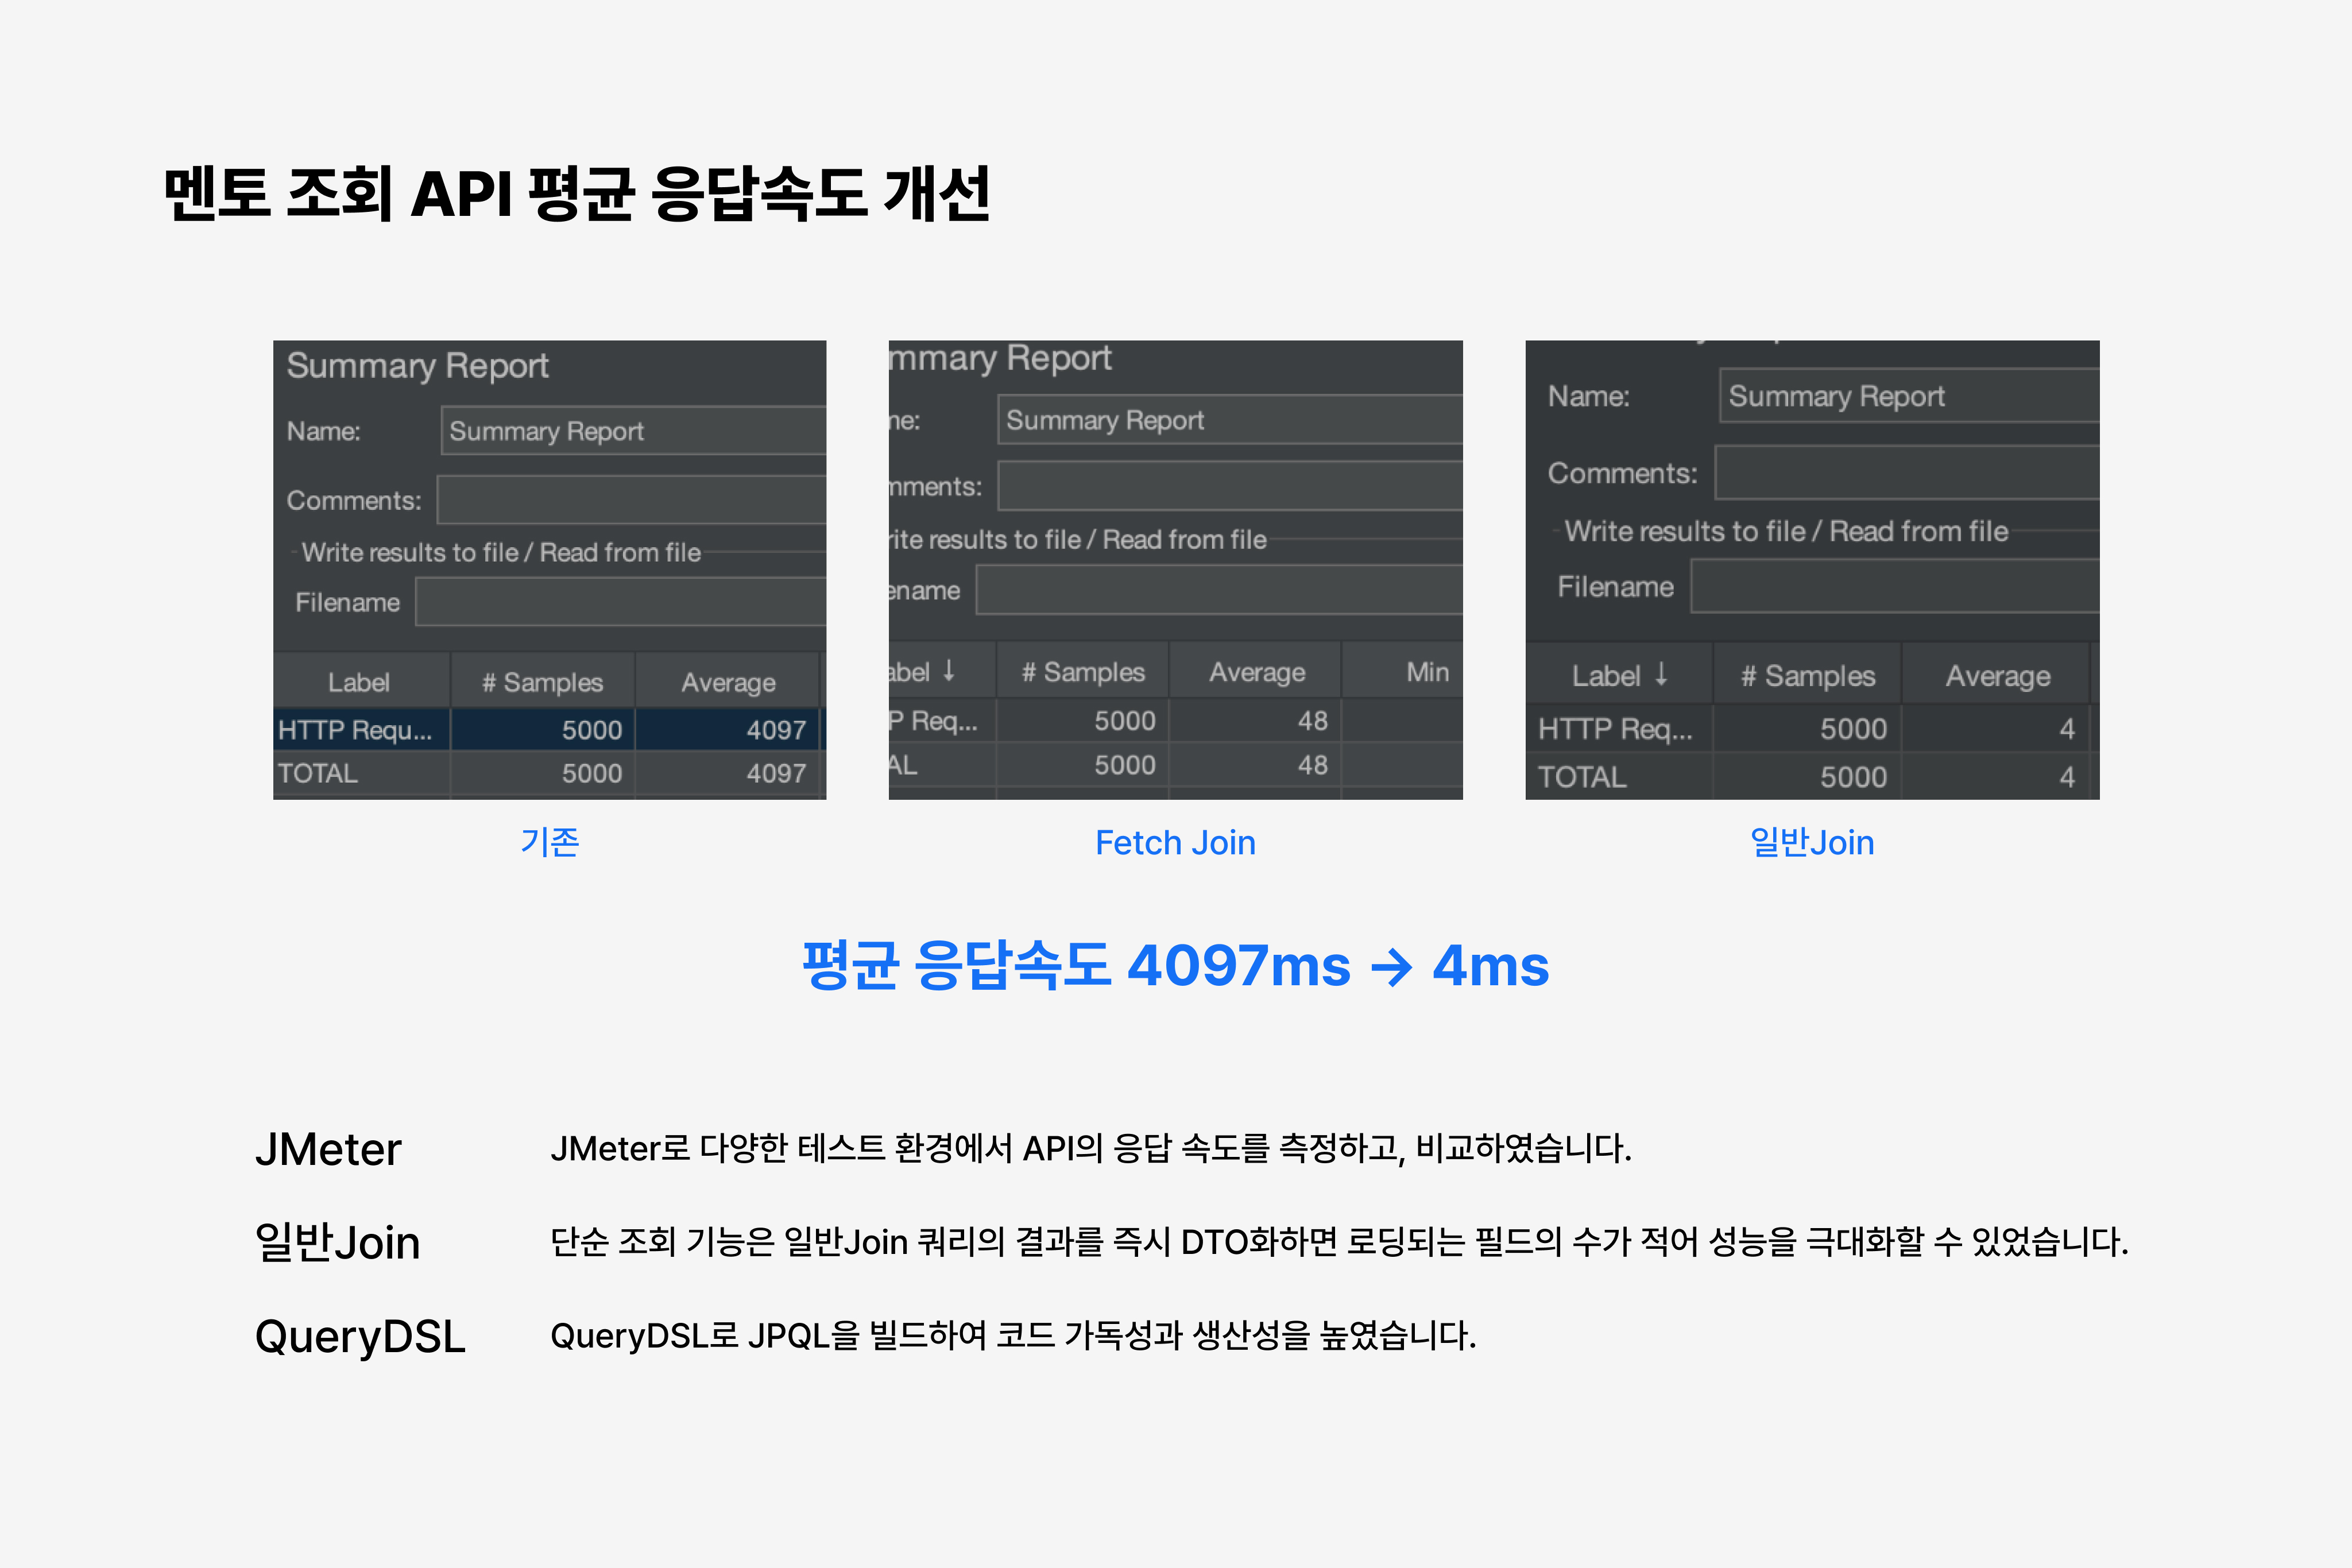 멘토 조회 API 평균 응답속도 개선
Summary Report
Name: Summary Report
Comments:
Write results to file / Read from file
Filename
Label # Samples Average
HTTP Requ... 5000 4097
TOTAL 5000 4097
기존
mmary Report
me: Summary Report
mments:
rite results to file / Read from file
ename
abel ↓ # Samples Average Min
P Req... 5000 48
AL 5000 48
Fetch Join
Name: Summary Report
Comments:
Write results to file / Read from file
Filename
Label ↓ # Samples Average
HTTP Req... 5000 4
TOTAL 5000 4
일반Join
평균 응답속도 4097ms → 4ms
JMeter JMeter로 다양한 테스트 환경에서 API의 응답 속도를 측정하고, 비교하였습니다.
일반Join 단순 조회 기능은 일반Join 쿼리의 결과를 즉시 DTO화하면 로딩되는 필드의 수가 적어 성능을 극대화할 수 있었습니다.
QueryDSL QueryDSL로 JPQL을 빌드하여 코드 가독성과 생산성을 높였습니다.